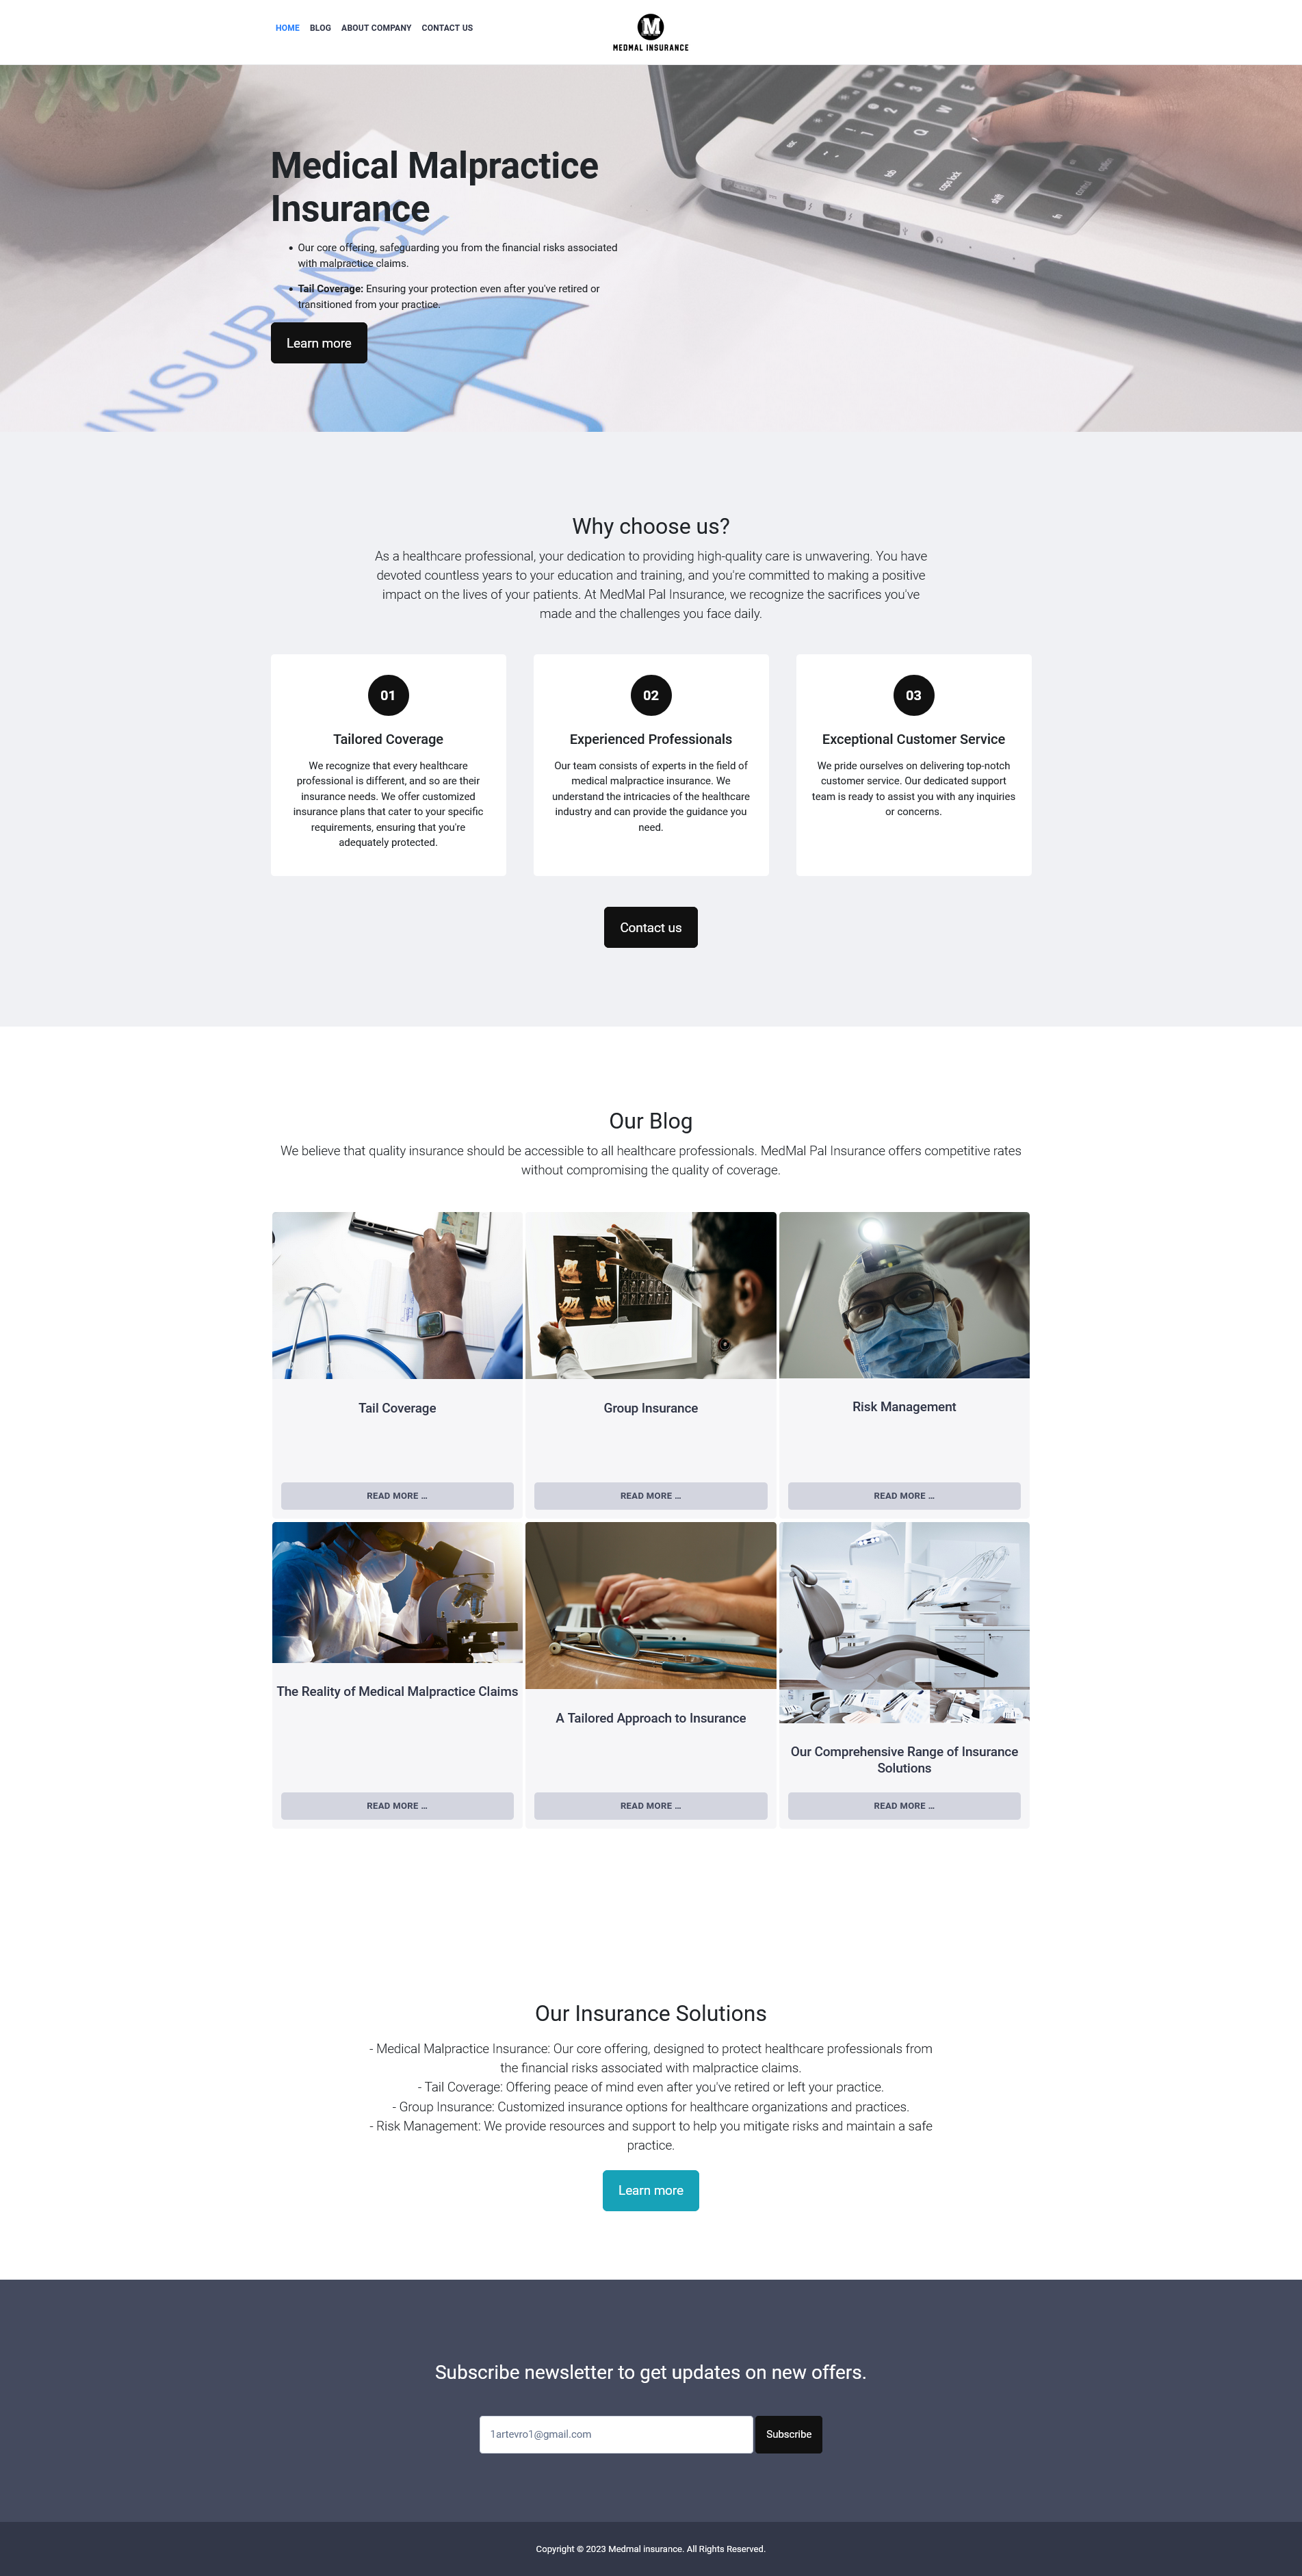 HOME BLOG ABOUT COMPANY CONTACT US
M
MEDMAL INSURANCE
Medical Malpractice
Insurance
• Our core offering, safeguarding you from the financial risks associated
with malpractice claims.
• Tail Coverage: Ensuring your protection even after you've retired or
transitioned from your practice.
Learn more
INSURANCE
esc
1
2
3
4
tab
Q
W
caps lock
A
shift
control
option
Why choose us?
As a healthcare professional, your dedication to providing high-quality care is unwavering. You have
devoted countless years to your education and training, and you're committed to making a positive
impact on the lives of your patients. At MedMal Pal Insurance, we recognize the sacrifices you've
made and the challenges you face daily.
01
Tailored Coverage
We recognize that every healthcare
professional is different, and so are their
insurance needs. We offer customized
insurance plans that cater to your specific
requirements, ensuring that you're
adequately protected.
02
Experienced Professionals
Our team consists of experts in the field of
medical malpractice insurance. We
understand the intricacies of the healthcare
industry and can provide the guidance you
need.
03
Exceptional Customer Service
We pride ourselves on delivering top-notch
customer service. Our dedicated support
team is ready to assist you with any inquiries
or concerns.
Contact us
Our Blog
We believe that quality insurance should be accessible to all healthcare professionals. MedMal Pal Insurance offers competitive rates
without compromising the quality of coverage.
Tail Coverage
READ MORE ...
Group Insurance
READ MORE ...
Risk Management
READ MORE ...
The Reality of Medical Malpractice Claims
READ MORE ...
A Tailored Approach to Insurance
READ MORE ...
Our Comprehensive Range of Insurance
Solutions
READ MORE ...
Our Insurance Solutions
- Medical Malpractice Insurance: Our core offering, designed to protect healthcare professionals from
the financial risks associated with malpractice claims.
- Tail Coverage: Offering peace of mind even after you've retired or left your practice.
- Group Insurance: Customized insurance options for healthcare organizations and practices.
- Risk Management: We provide resources and support to help you mitigate risks and maintain a safe
practice.
Learn more
Subscribe newsletter to get updates on new offers.
1artevro1@gmail.com
Subscribe
Copyright © 2023 Medmal insurance. All Rights Reserved.